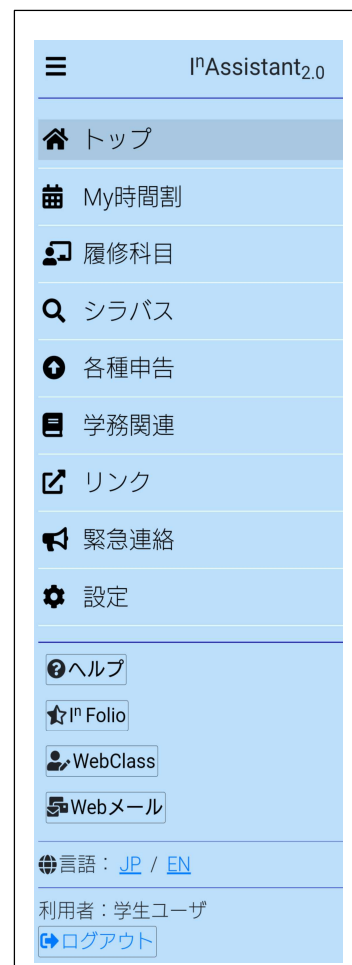 IⁿAssistant₂.₀
トップ
My時間割
履修科目
シラバス
各種申告
学務関連
リンク
緊急連絡
設定
ヘルプ
Iⁿ Folio
WebClass
Webメール
言語： JP / EN
利用者：学生ユーザ
ログアウト